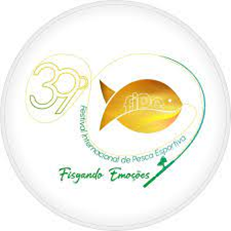 39º
fipe
Festival Internacional de Pesca Esportiva
Fisgando Emoções